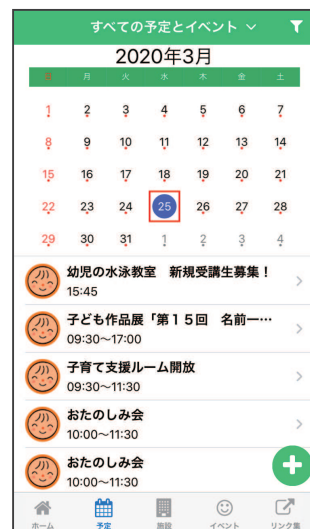 すべての予定とイベント
2020年3月
日 月 火 水 木 金 土
1 2 3 4 5 6 7
8 9 10 11 12 13 14
15 16 17 18 19 20 21
22 23 24 25 26 27 28
29 30 31 1 2 3 4
幼児の水泳教室 新規受講生募集！
15:45
子ども作品展「第１５回 名前一…
09:30〜17:00
子育て支援ルーム開放
09:30〜11:30
おたのしみ会
10:00〜11:30
おたのしみ会
10:00〜11:30
ホーム 予定 施設 イベント リンク集